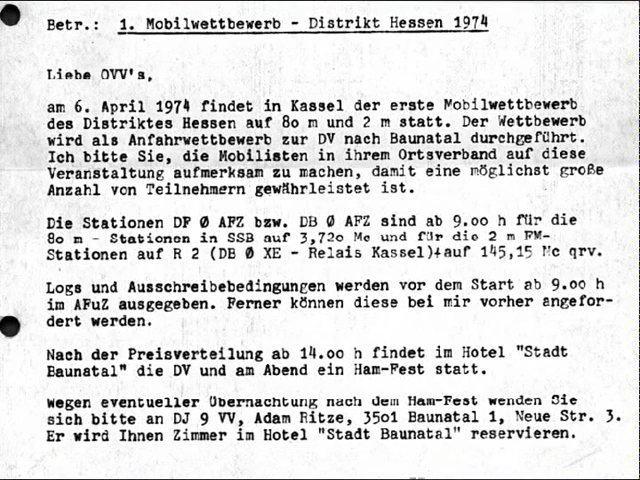 Betr.: 1. Mobilwettbewerb - Distrikt Hessen 1974
Liebe OVV's,
am 6. April 1974 findet in Kassel der erste Mobilwettbewerb
des Distriktes Hessen auf 80 m und 2 m statt. Der Wettbewerb
wird als Anfahrwettbewerb zur DV nach Baunatal durchgeführt.
Ich bitte Sie, die Mobilisten in ihrem Ortsverband auf diese
Veranstaltung aufmerksam zu machen, damit eine möglichst große
Anzahl von Teilnehmern gewährleistet ist.
Die Stationen DF Ø AFZ bzw. DB Ø AFZ sind ab 9.oo h für die
8o m - Stationen in SSB auf 3,72o Mc und für die 2 m FM-
Stationen auf R 2 (DB Ø XE - Relais Kassel)+auf 145,15 Mc qrv.
Logs und Ausschreibebedingungen werden vor dem Start ab 9.oo h
im AFuZ ausgegeben. Ferner können diese bei mir vorher angefor-
dert werden.
Nach der Preisverteilung ab 14.oo h findet im Hotel "Stadt
Baunatal" die DV und am Abend ein Ham-Fest statt.
Wegen eventueller Übernachtung nach dem Ham-Fest wenden Sie
sich bitte an DJ 9 VV, Adam Ritze, 35o1 Baunatal 1, Neue Str. 3.
Er wird Ihnen Zimmer im Hotel "Stadt Baunatal" reservieren.